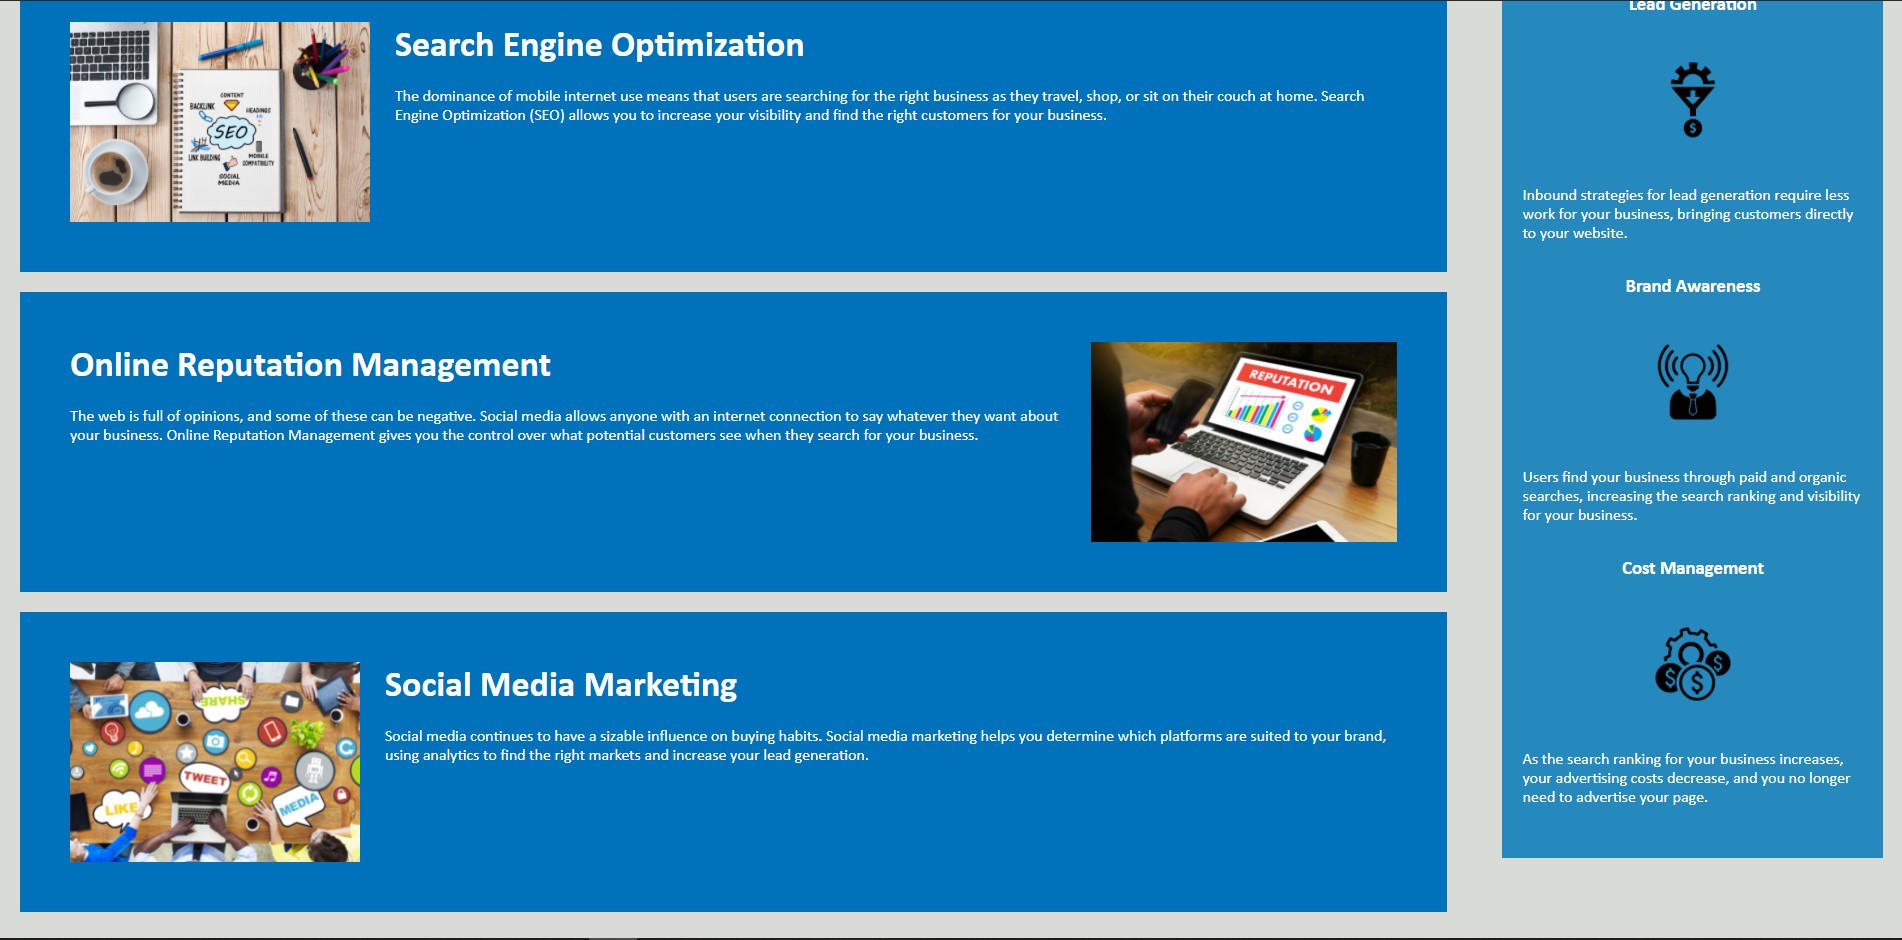 Search Engine Optimization
The dominance of mobile internet use means that users are searching for the right business as they travel, shop, or sit on their couch at home. Search
Engine Optimization (SEO) allows you to increase your visibility and find the right customers for your business.
CONTENT
BACKLINK
HEADINGS
SEO
LINK BUILDING
MOBILE
COMPATIBILITY
SOCIAL
MEDIA
Online Reputation Management
The web is full of opinions, and some of these can be negative. Social media allows anyone with an internet connection to say whatever they want about
your business. Online Reputation Management gives you the control over what potential customers see when they search for your business.
REPUTATION
Social Media Marketing
Social media continues to have a sizable influence on buying habits. Social media marketing helps you determine which platforms are suited to your brand,
using analytics to find the right markets and increase your lead generation.
SHARE
TWEET
LIKE
MEDIA
Lead Generation
$
Inbound strategies for lead generation require less
work for your business, bringing customers directly
to your website.
Brand Awareness
Users find your business through paid and organic
searches, increasing the search ranking and visibility
for your business.
Cost Management
$
$
$
As the search ranking for your business increases,
your advertising costs decrease, and you no longer
need to advertise your page.